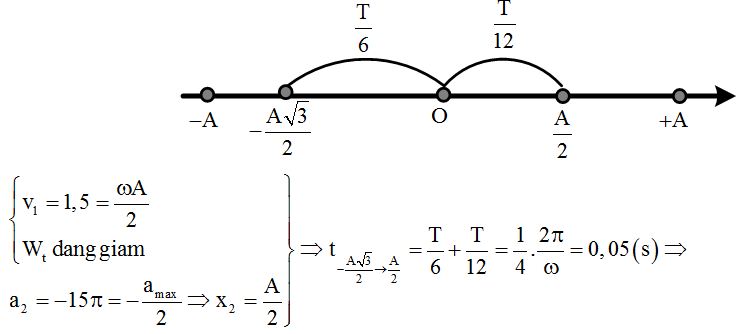 T/6 T/12
−A −A√3/2 O A/2 +A
{ v₁ = 1,5 = ωA/2
W_t dang giam
a₂ = −15π = −a_max/2 ⇒ x₂ = A/2 } ⇒ t_(−A√3/2 → A/2) = T/6 + T/12 = 1/4 . 2π/ω = 0,05(s) ⇒